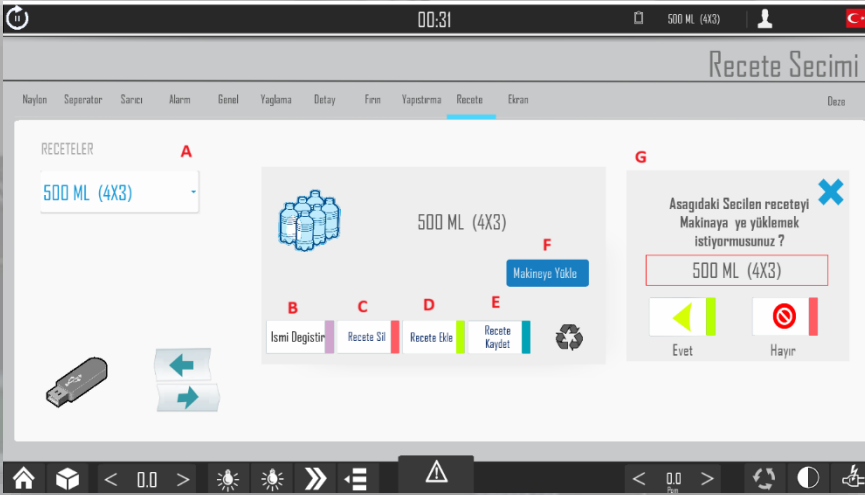 00:31
500 ML (4X3)
Recete Secimi
Naylon Seperator Sarıcı Alarm Genel Yaglama Detay Fırın Yapıstırma Recete Ekran
RECETELER
A
500 ML (4X3)
500 ML (4X3)
F
Makineye Yükle
B C D E
Ismi Degistir
Recete Sil
Recete Ekle
Recete
Kaydet
G
Asagıdaki Secilen receteyi
Makinaya ye yüklemek
istiyormusunuz ?
500 ML (4X3)
Evet Hayır
< 0.0 >
< 0.0 >